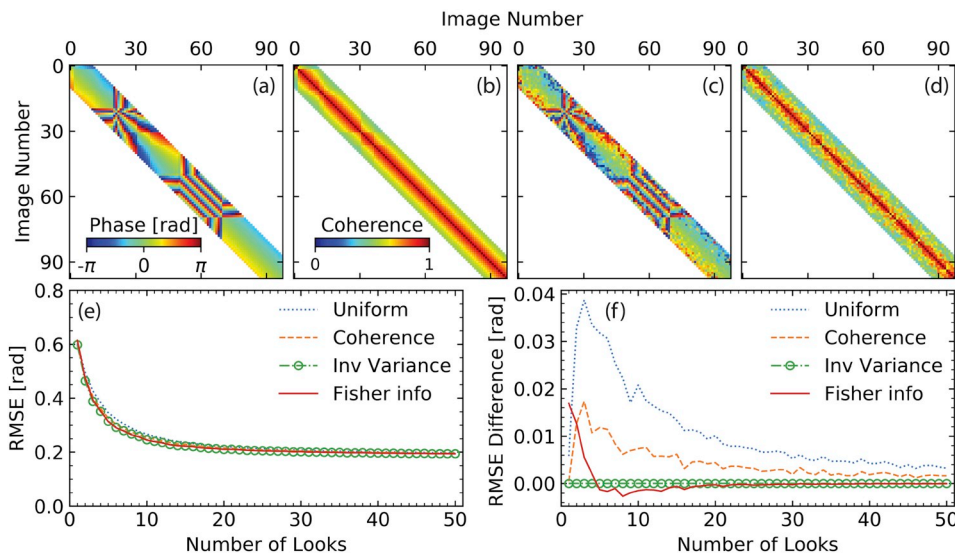 Image Number
0 30 60 90 0 30 60 90 0 30 60 90 0 30 60 90
(a) (b) (c) (d)
Image Number
0
30
60
90
Phase [rad]
-π 0 π
Coherence
0 1
RMSE [rad]
0.8
0.6
0.4
0.2
0.0
(e)
Uniform
Coherence
Inv Variance
Fisher info
0 10 20 30 40 50
Number of Looks
RMSE Difference [rad]
0.04
0.03
0.02
0.01
0.00
(f)
Uniform
Coherence
Inv Variance
Fisher info
0 10 20 30 40 50
Number of Looks